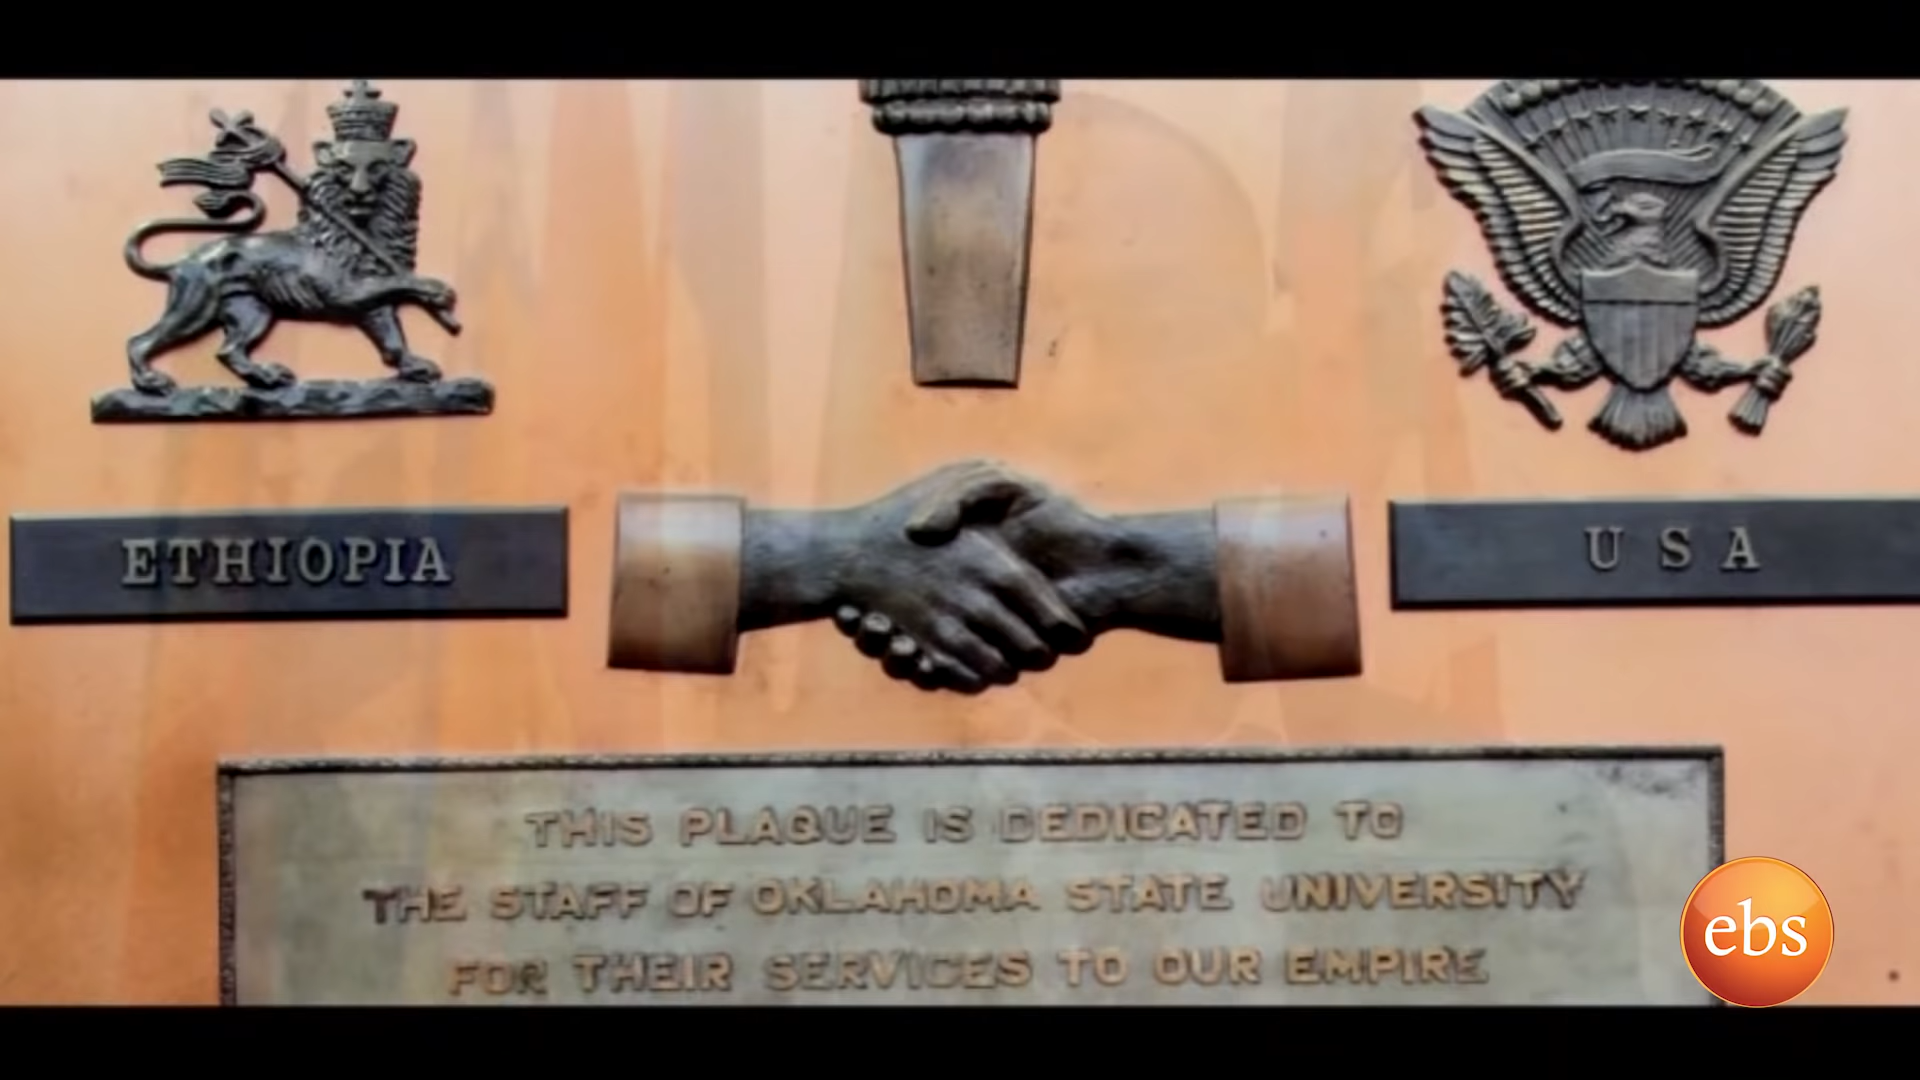 ETHIOPIA
USA
THIS PLAQUE IS DEDICATED TO
THE STAFF OF OKLAHOMA STATE UNIVERSITY
FOR THEIR SERVICES TO OUR EMPIRE
ebs